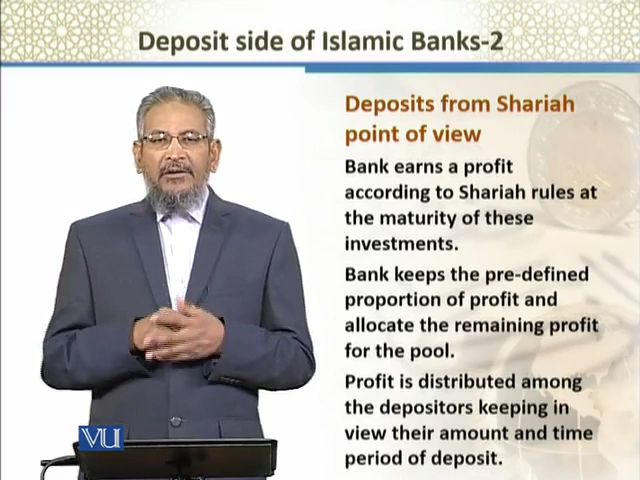 Deposit side of Islamic Banks-2
Deposits from Shariah
point of view
Bank earns a profit
according to Shariah rules at
the maturity of these
investments.
Bank keeps the pre-defined
proportion of profit and
allocate the remaining profit
for the pool.
Profit is distributed among
the depositors keeping in
view their amount and time
period of deposit.
VU